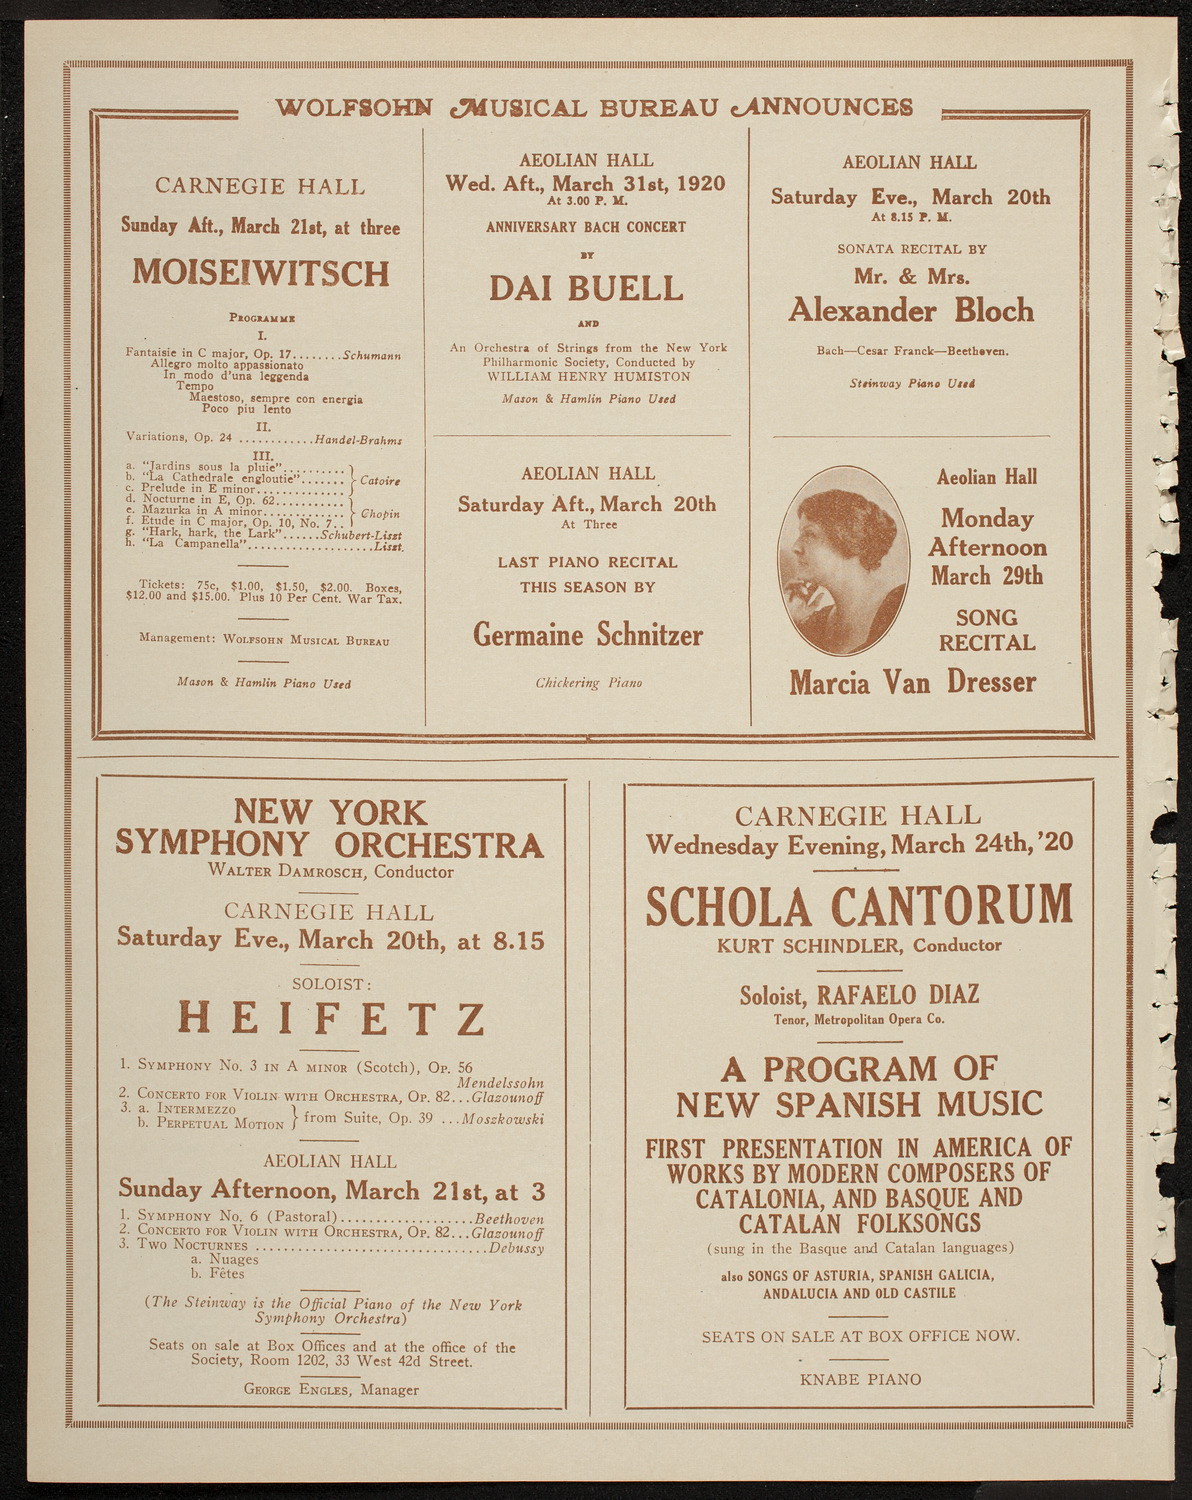 WOLFSOHN MUSICAL BUREAU ANNOUNCES
CARNEGIE HALL
Sunday Aft., March 21st, at three
MOISEIWITSCH
PROGRAMME
I.
Fantaisie in C major, Op. 17........Schumann
Allegro molto appassionato
In modo d'una leggenda
Tempo
Maestoso, sempre con energia
Poco piu lento
II.
Variations, Op. 24 ............Handel-Brahms
III.
a. "Jardins sous la pluie"..........
b. "La Cathedrale engloutie".......
c. Prelude in E minor.............
Catoire
d. Nocturne in E, Op. 62...........
e. Mazurka in A minor.............
f. Etude in C major, Op. 10, No. 7..
Chopin
g. "Hark, hark, the Lark"......Schubert-Liszt
h. "La Campanella"....................Liszt.
Tickets: 75c, $1.00, $1.50, $2.00. Boxes,
$12.00 and $15.00. Plus 10 Per Cent. War Tax.
Management: WOLFSOHN MUSICAL BUREAU
Mason & Hamlin Piano Used
AEOLIAN HALL
Wed. Aft., March 31st, 1920
At 3.00 P. M.
ANNIVERSARY BACH CONCERT
BY
DAI BUELL
AND
An Orchestra of Strings from the New York
Philharmonic Society, Conducted by
WILLIAM HENRY HUMISTON
Mason & Hamlin Piano Used
AEOLIAN HALL
Saturday Aft., March 20th
At Three
LAST PIANO RECITAL
THIS SEASON BY
Germaine Schnitzer
Chickering Piano
AEOLIAN HALL
Saturday Eve., March 20th
At 8.15 P. M.
SONATA RECITAL BY
Mr. & Mrs.
Alexander Bloch
Bach—Cesar Franck—Beethoven.
Steinway Piano Used
Aeolian Hall
Monday
Afternoon
March 29th
SONG
RECITAL
Marcia Van Dresser
NEW YORK
SYMPHONY ORCHESTRA
WALTER DAMROSCH, Conductor
CARNEGIE HALL
Saturday Eve., March 20th, at 8.15
SOLOIST:
HEIFETZ
1. SYMPHONY NO. 3 IN A MINOR (Scotch), OP. 56
Mendelssohn
2. CONCERTO FOR VIOLIN WITH ORCHESTRA, OP. 82...Glazounoff
3. a. INTERMEZZO
b. PERPETUAL MOTION } from Suite, Op. 39 ...Moszkowski
AEOLIAN HALL
Sunday Afternoon, March 21st, at 3
1. SYMPHONY NO. 6 (Pastoral)...................Beethoven
2. CONCERTO FOR VIOLIN WITH ORCHESTRA, OP. 82...Glazounoff
3. TWO NOCTURNES .................................Debussy
a. Nuages
b. Fêtes
(The Steinway is the Official Piano of the New York
Symphony Orchestra)
Seats on sale at Box Offices and at the office of the
Society, Room 1202, 33 West 42d Street.
GEORGE ENGLES, Manager
CARNEGIE HALL
Wednesday Evening, March 24th, '20
SCHOLA CANTORUM
KURT SCHINDLER, Conductor
Soloist, RAFAELO DIAZ
Tenor, Metropolitan Opera Co.
A PROGRAM OF
NEW SPANISH MUSIC
FIRST PRESENTATION IN AMERICA OF
WORKS BY MODERN COMPOSERS OF
CATALONIA, AND BASQUE AND
CATALAN FOLKSONGS
(sung in the Basque and Catalan languages)
also SONGS OF ASTURIA, SPANISH GALICIA,
ANDALUCIA AND OLD CASTILE
SEATS ON SALE AT BOX OFFICE NOW.
KNABE PIANO